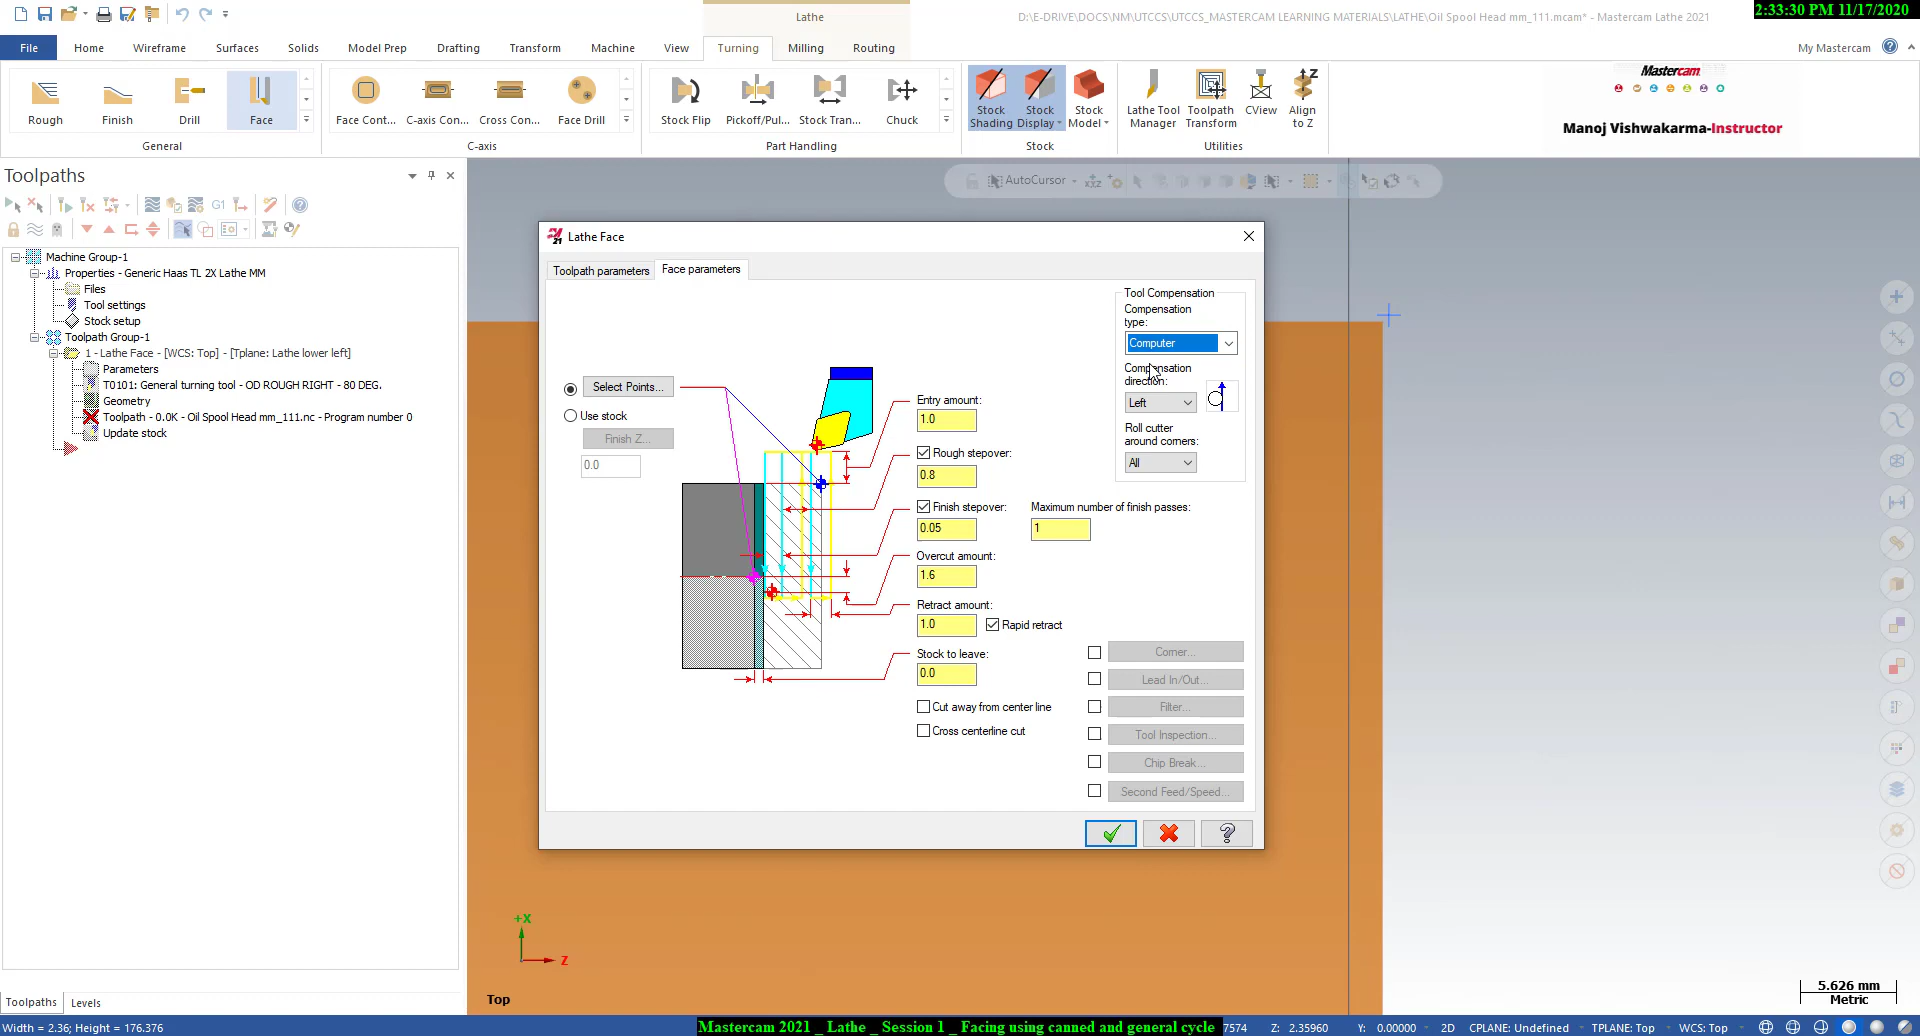 Lathe
D:\E-DRIVE\DOCS\NM\UTCCS\UTCCS_MASTERCAM LEARNING MATERIALS\LATHE\Oil Spool Head mm_111.mcam* - Mastercam Lathe 2021
2:33:30 PM 11/17/2020
File Home Wireframe Surfaces Solids Model Prep Drafting Transform Machine View Turning Milling Routing
My Mastercam
Rough Finish Drill Face
Face Cont... C-axis Con... Cross Con... Face Drill
Stock Flip Pickoff/Pul... Stock Tran... Chuck
Stock Shading Stock Display Stock Model
Lathe Tool Manager Toolpath Transform CView Align to Z
General C-axis Part Handling Stock Utilities
Mastercam
Manoj Vishwakarma-Instructor
Toolpaths
AutoCursor
G1
Machine Group-1
Properties - Generic Haas TL 2X Lathe MM
Files
Tool settings
Stock setup
Toolpath Group-1
1 - Lathe Face - [WCS: Top] - [Tplane: Lathe lower left]
Parameters
T0101: General turning tool - OD ROUGH RIGHT - 80 DEG.
Geometry
Toolpath - 0.0K - Oil Spool Head mm_111.nc - Program number 0
Update stock
Lathe Face
Toolpath parameters Face parameters
Tool Compensation
Compensation
type:
Computer
Compensation
direction:
Left
Roll cutter
around corners:
All
Select Points...
Use stock
Finish Z...
0.0
Entry amount:
1.0
Rough stepover:
0.8
Finish stepover:
0.05
Maximum number of finish passes:
1
Overcut amount:
1.6
Retract amount:
1.0
Rapid retract
Stock to leave:
0.0
Cut away from center line
Cross centerline cut
Corner...
Lead In/Out...
Filter...
Tool Inspection...
Chip Break...
Second Feed/Speed...
+X
Z
Top
5.626 mm
Metric
Toolpaths Levels
Width = 2.36; Height = 176.376
Mastercam 2021 _ Lathe _ Session 1 _ Facing using canned and general cycle
7574 Z: 2.35960 Y: 0.00000 2D CPLANE: Undefined TPLANE: Top WCS: Top